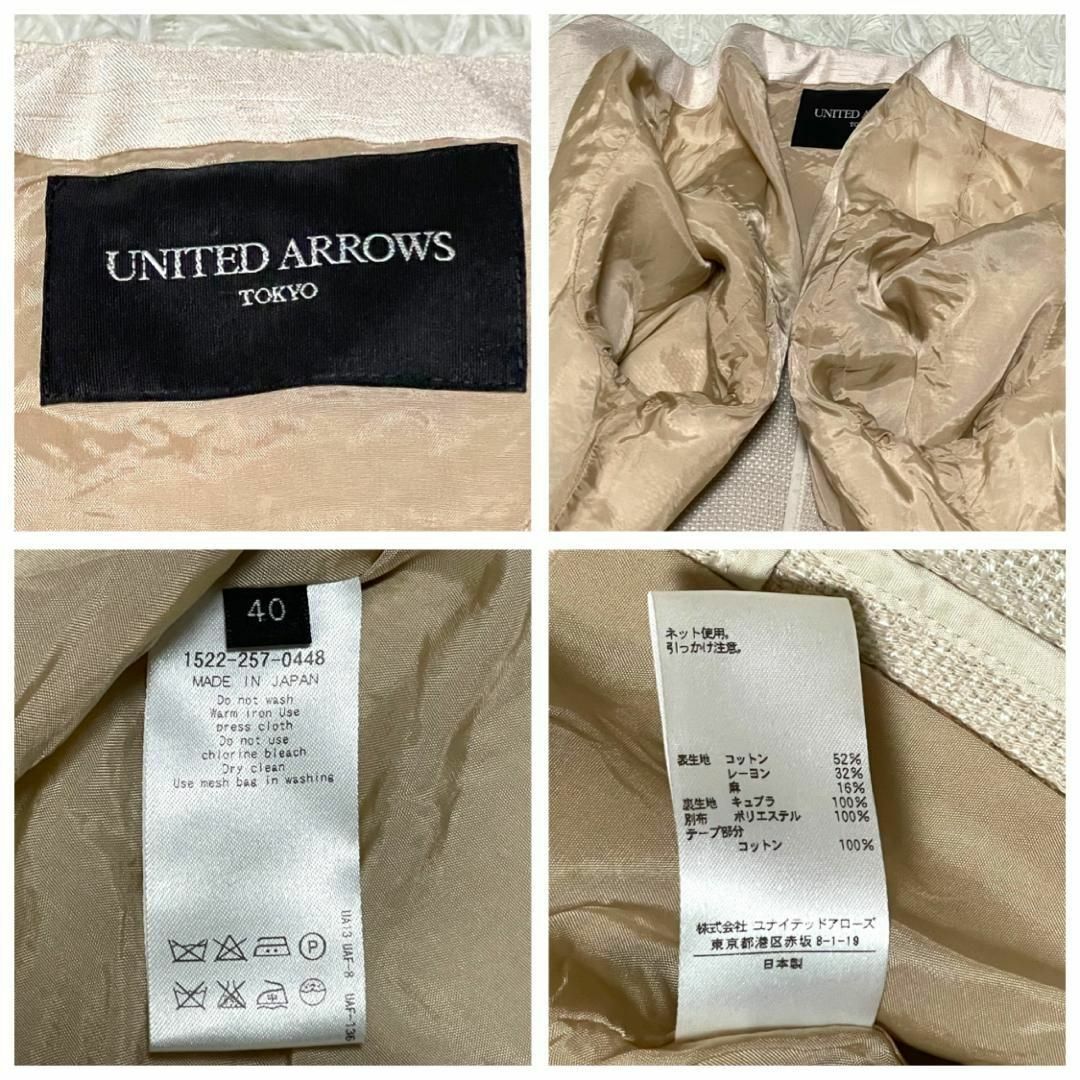 UNITED ARROWS
TOKYO
UNITED
TO
40
1522-257-0448
MADE IN JAPAN
Do not wash
Warm iron Use
press cloth
Do not use
chlorine bleach
Dry clean
Use mesh bag in washing
UA13 UAF-8 UAF-136
ネット使用。
引っかけ注意。
表生地 コットン 52%
レーヨン 32%
麻 16%
裏生地 キュプラ 100%
別布 ポリエステル 100%
テープ部分
コットン 100%
株式会社 ユナイテッドアローズ
東京都港区赤坂 8-1-19
日本製